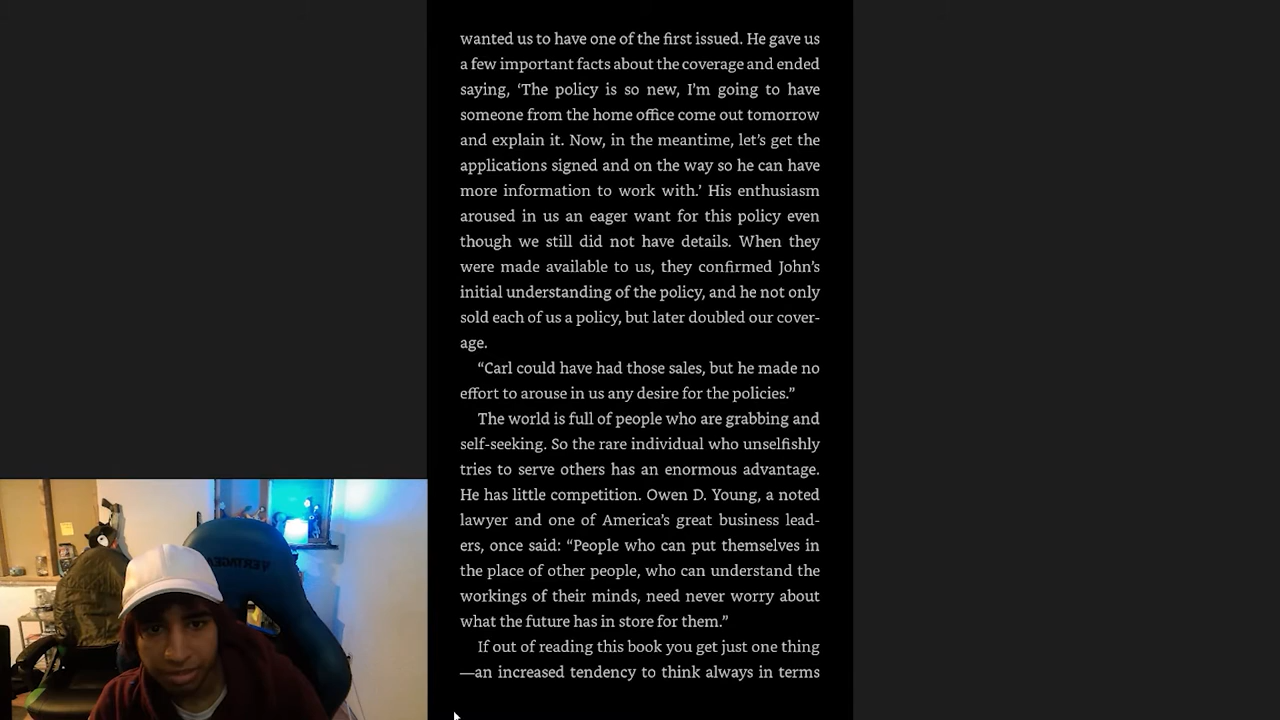 wanted us to have one of the first issued. He gave us
a few important facts about the coverage and ended
saying, ‘The policy is so new, I’m going to have
someone from the home office come out tomorrow
and explain it. Now, in the meantime, let’s get the
applications signed and on the way so he can have
more information to work with.’ His enthusiasm
aroused in us an eager want for this policy even
though we still did not have details. When they
were made available to us, they confirmed John’s
initial understanding of the policy, and he not only
sold each of us a policy, but later doubled our cover-
age.
“Carl could have had those sales, but he made no
effort to arouse in us any desire for the policies.”
The world is full of people who are grabbing and
self-seeking. So the rare individual who unselfishly
tries to serve others has an enormous advantage.
He has little competition. Owen D. Young, a noted
lawyer and one of America’s great business lead-
ers, once said: “People who can put themselves in
the place of other people, who can understand the
workings of their minds, need never worry about
what the future has in store for them.”
If out of reading this book you get just one thing
—an increased tendency to think always in terms